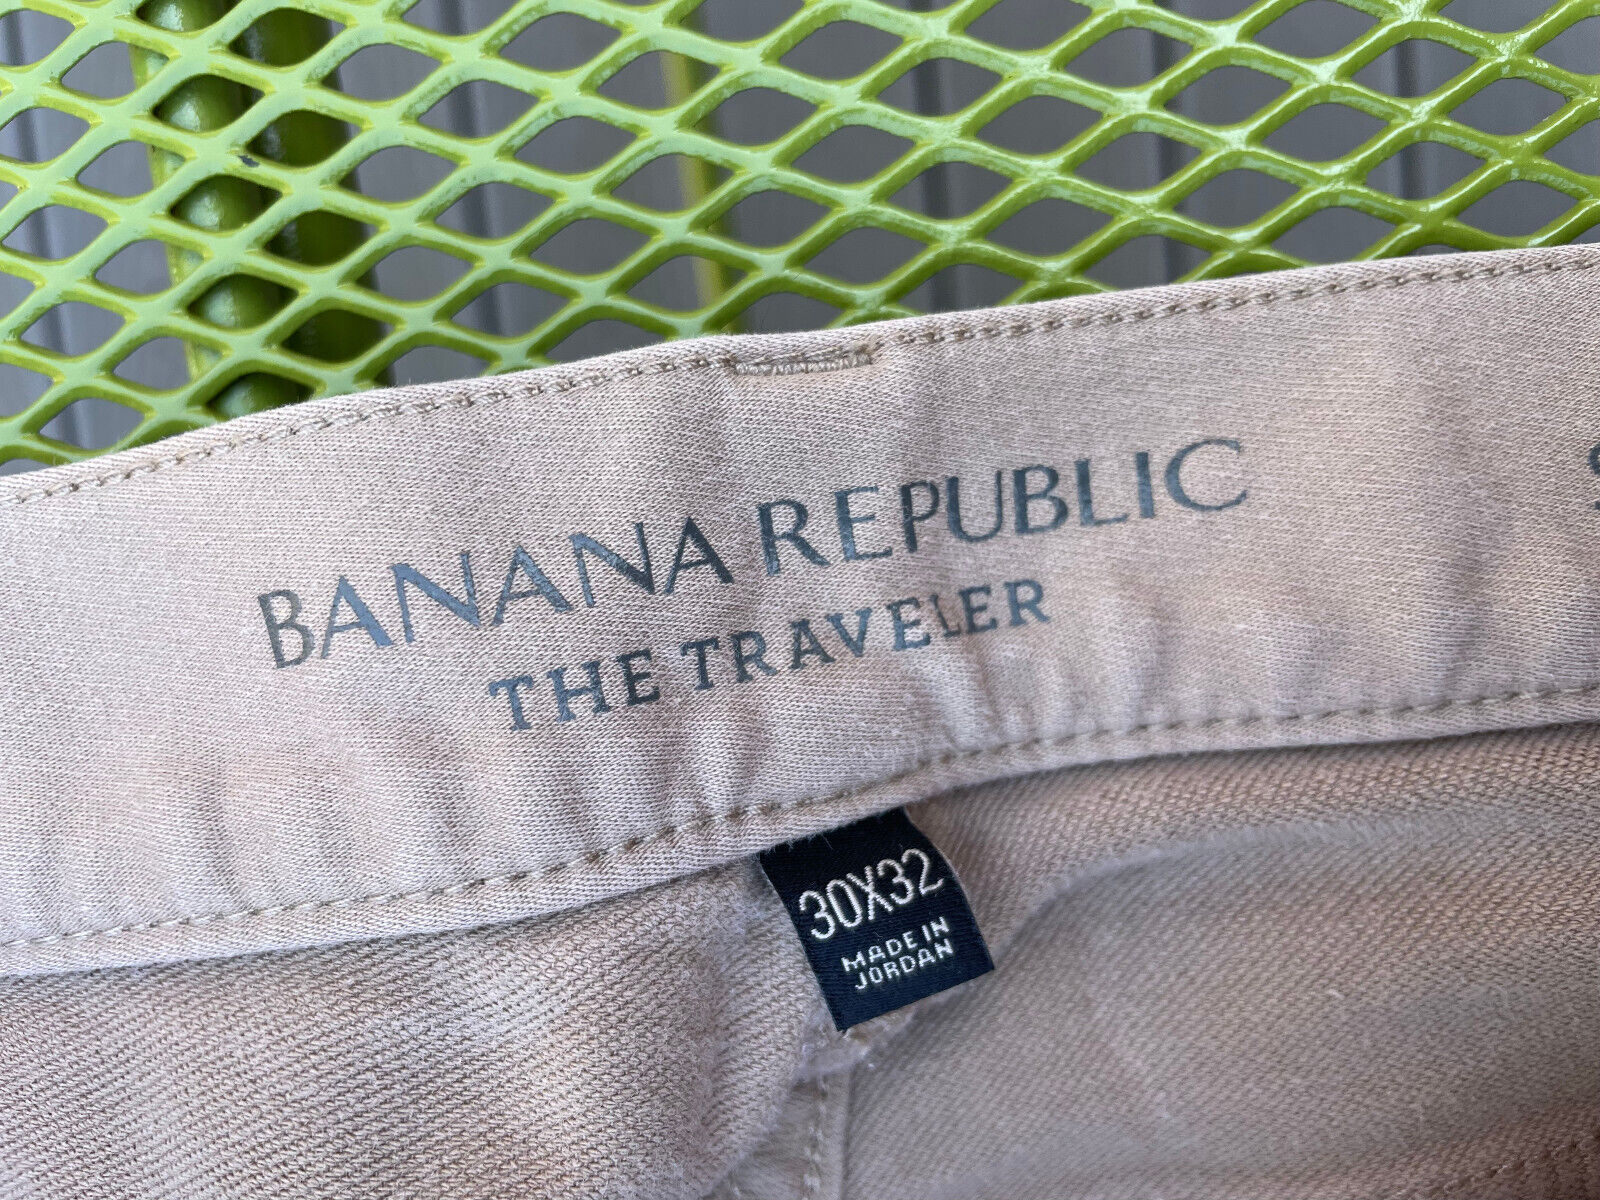 BANANA REPUBLIC
THE TRAVELER
30X32
MADE IN
JORDAN